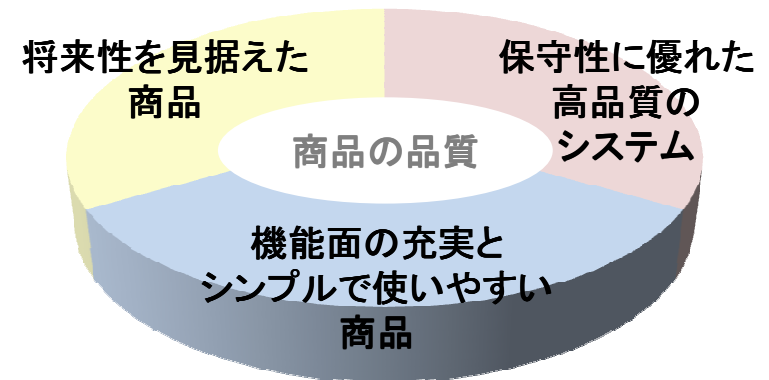 将来性を見据えた
商品
保守性に優れた
高品質の
システム
商品の品質
機能面の充実と
シンプルで使いやすい
商品